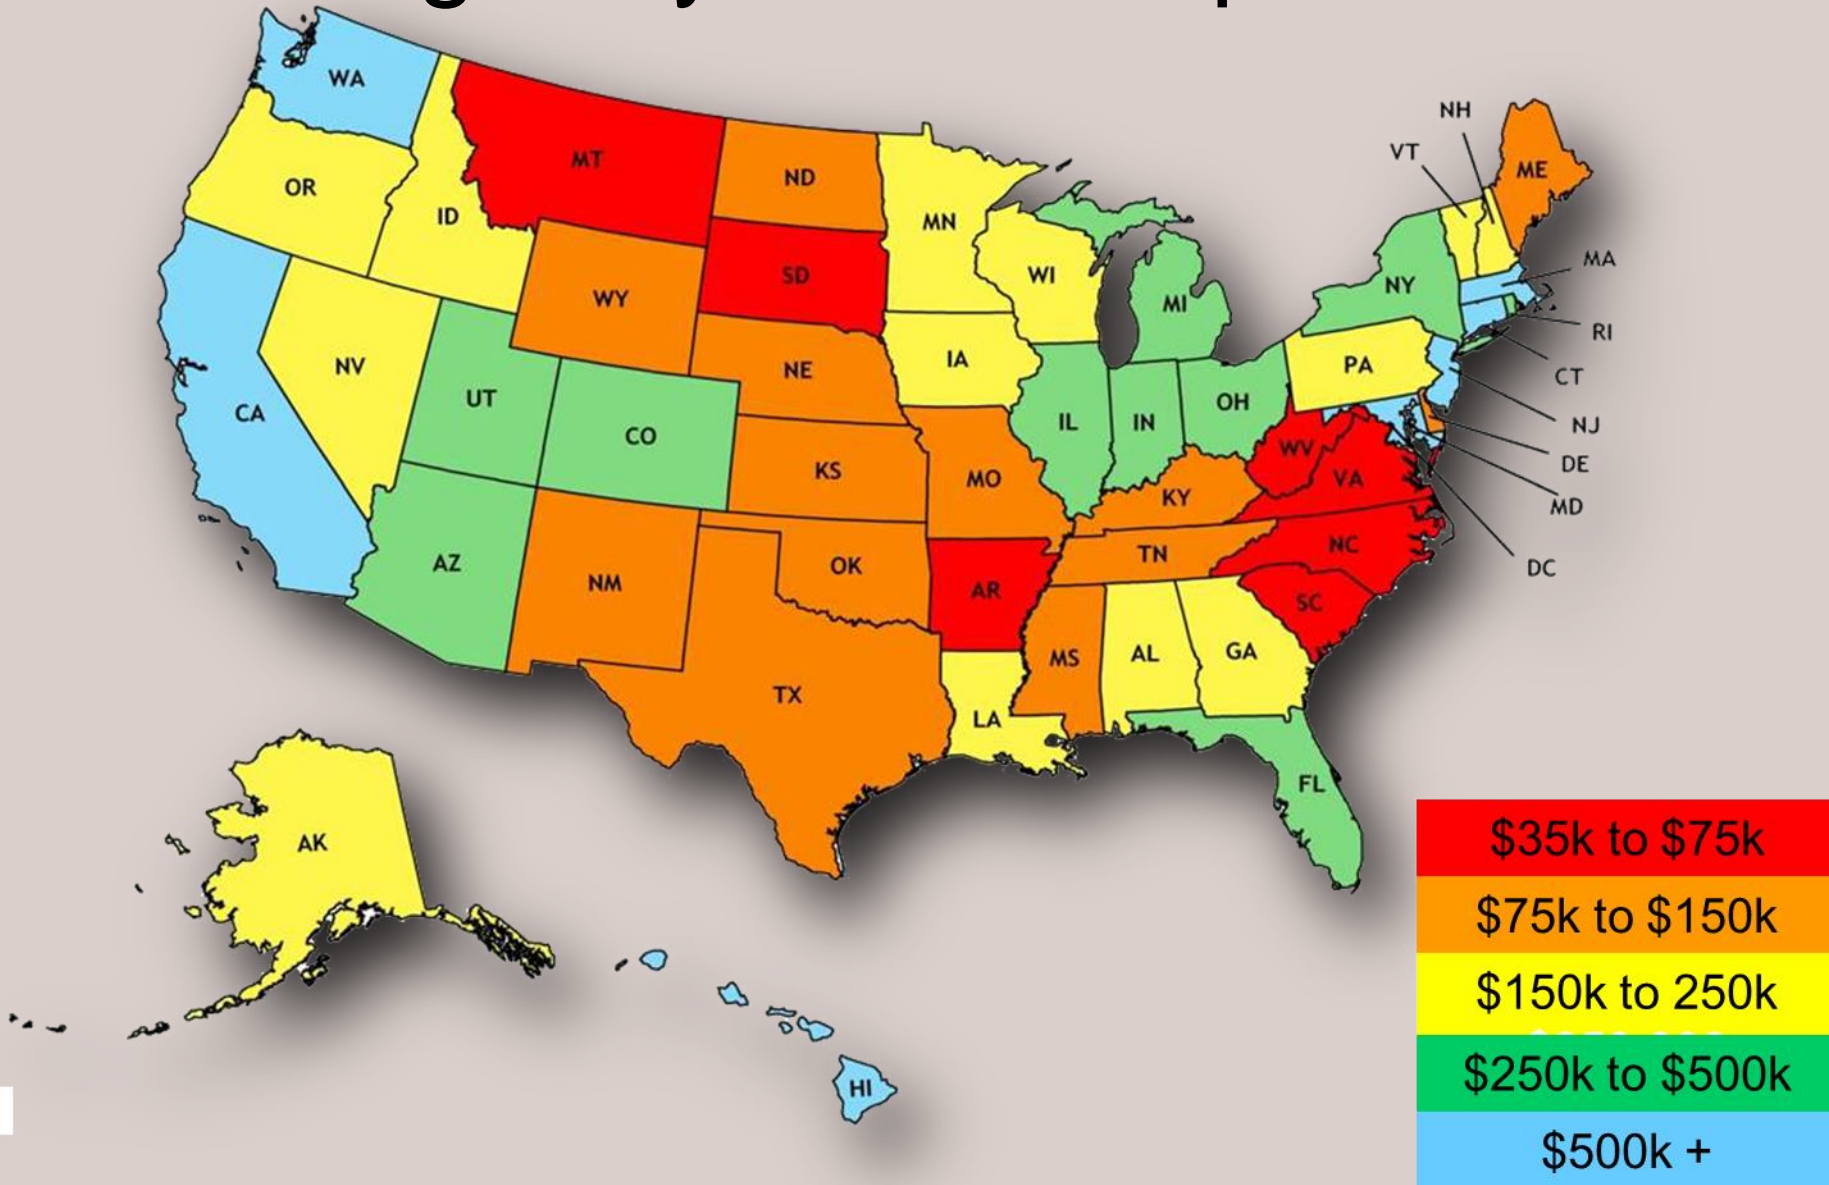 WA
MT
ND
OR
ID
MN
WI
MI
SD
WY
NV
UT
CO
NE
IA
IL
IN
OH
PA
NY
VT
NH
ME
MA
RI
CT
NJ
DE
MD
DC
CA
AZ
NM
KS
MO
KY
WV
VA
NC
TN
OK
AR
SC
TX
LA
MS
AL
GA
FL
AK
HI
$35k to $75k
$75k to $150k
$150k to 250k
$250k to $500k
$500k +